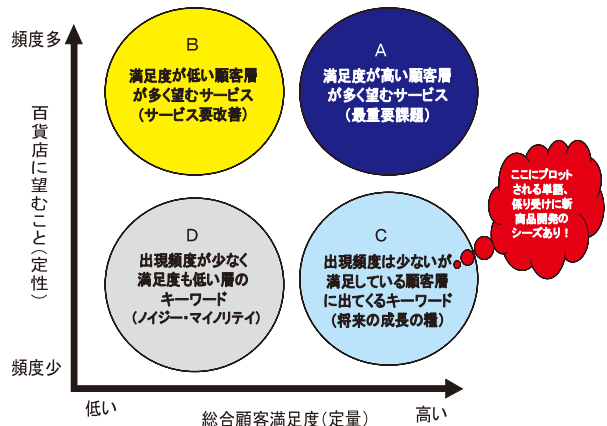 頻度多
百貨店に望むこと(定性)
頻度少
B
満足度が低い顧客層
が多く望むサービス
(サービス要改善)
A
満足度が高い顧客層
が多く望むサービス
(最重要課題)
ここにプロット
される単語、
係り受けに新
商品開発の
シーズあり!
D
出現頻度が少なく
満足度も低い層の
キーワード
(ノイジー・マイノリテイ)
C
出現頻度は少ないが
満足している顧客層
に出てくるキーワード
(将来の成長の糧)
低い
総合顧客満足度(定量)
高い